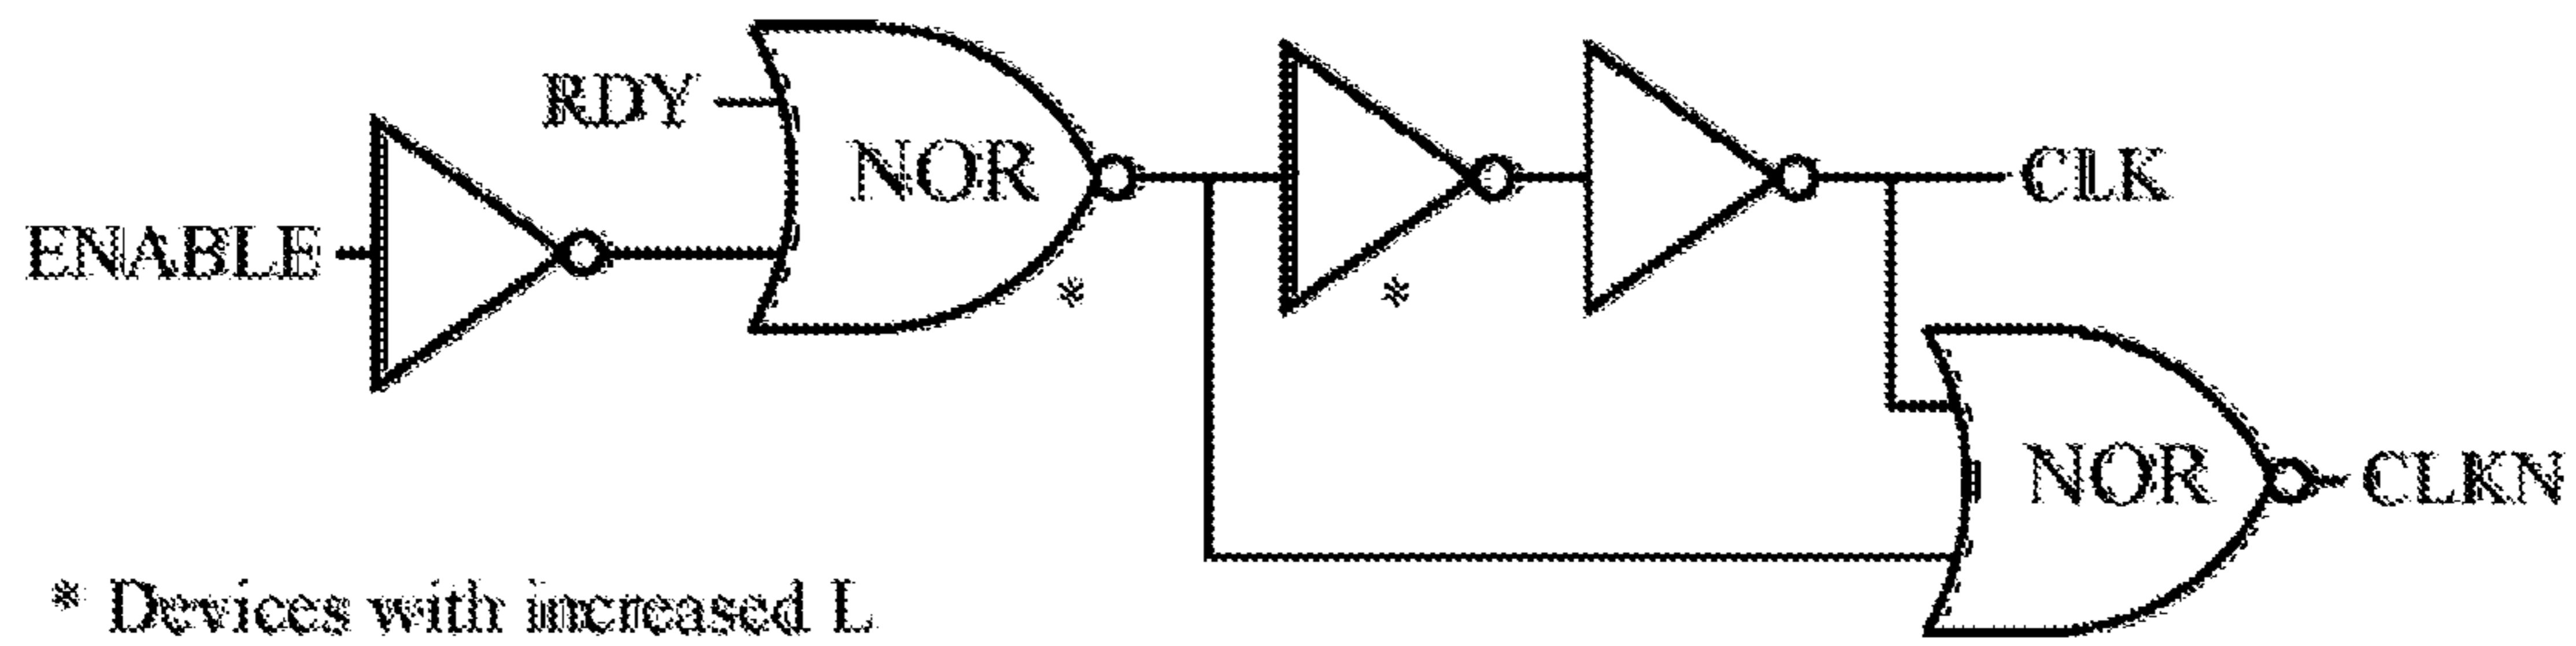 RDY
NOR
CLK
ENABLE
*
*
NOR
CLKN
* Devices with increased L